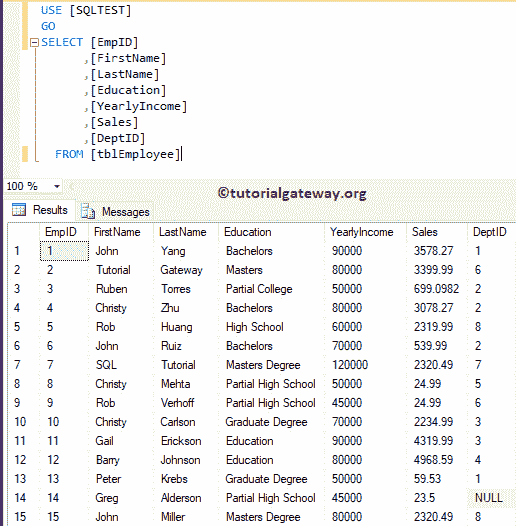 USE [SQLTEST]
GO
SELECT [EmpID]
,[FirstName]
,[LastName]
,[Education]
,[YearlyIncome]
,[Sales]
,[DeptID]
FROM [tblEmployee]
100 %
©tutorialgateway.org
Results Messages
EmpID FirstName LastName Education YearlyIncome Sales DeptID
1 1 John Yang Bachelors 90000 3578.27 1
2 2 Tutorial Gateway Masters 80000 3399.99 6
3 3 Ruben Torres Partial College 50000 699.0982 2
4 4 Christy Zhu Bachelors 80000 3078.27 2
5 5 Rob Huang High School 60000 2319.99 8
6 6 John Ruiz Bachelors 70000 539.99 2
7 7 SQL Tutorial Masters Degree 120000 2320.49 7
8 8 Christy Mehta Partial High School 50000 24.99 5
9 9 Rob Verhoff Partial High School 45000 24.99 6
10 10 Christy Carlson Graduate Degree 70000 2234.99 3
11 11 Gail Erickson Education 90000 4319.99 3
12 12 Barry Johnson Education 80000 4968.59 4
13 13 Peter Krebs Graduate Degree 50000 59.53 1
14 14 Greg Alderson Partial High School 45000 23.5 NULL
15 15 John Miller Masters Degree 80000 2320.49 8